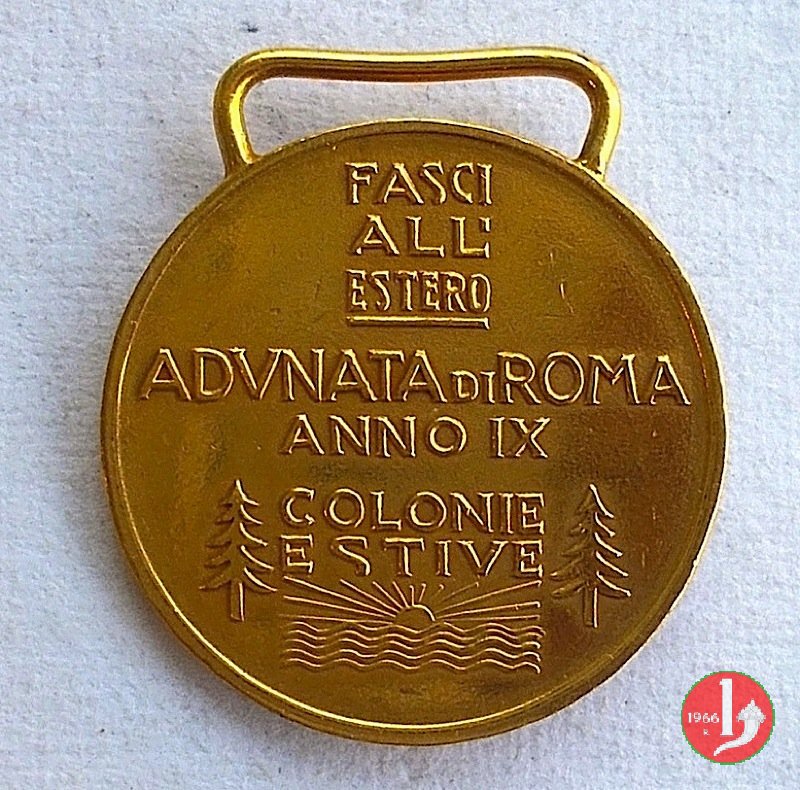 FASCI
ALL'
ESTERO
ADVNATA DI ROMA
ANNO IX
COLONIE
ESTIVE
1966
R